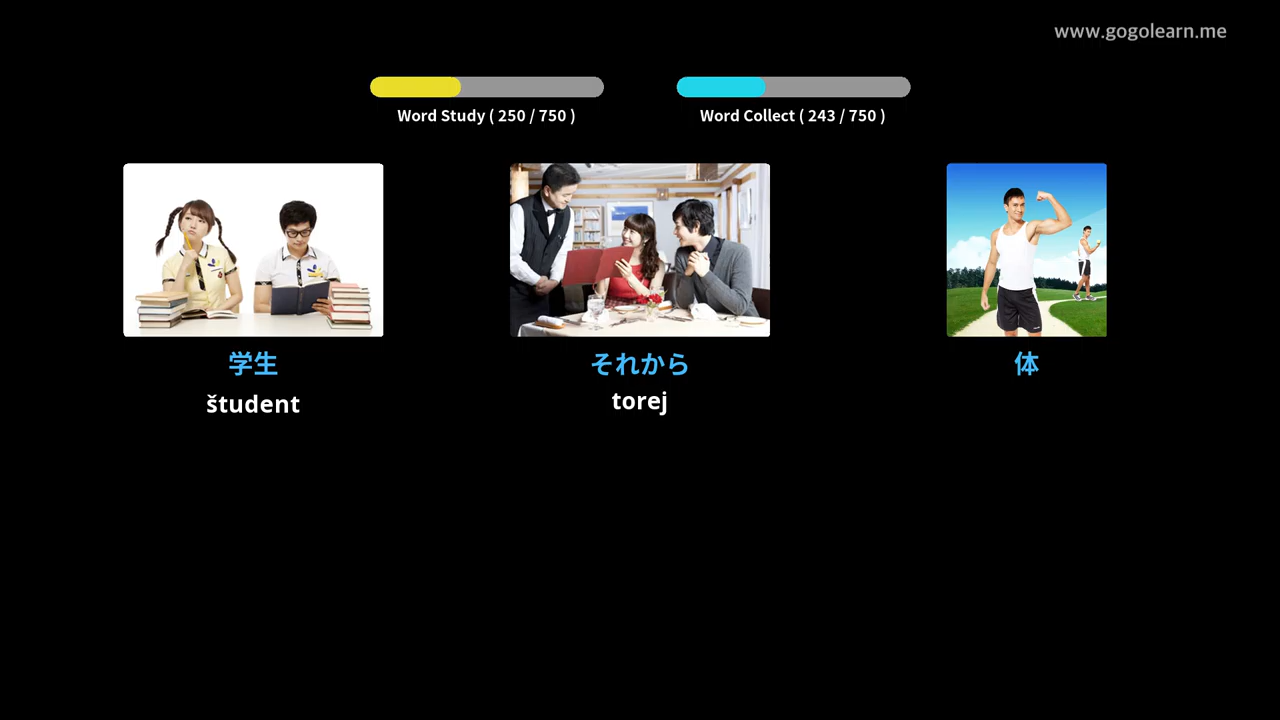 www.gogolearn.me
Word Study ( 250 / 750 )
Word Collect ( 243 / 750 )
学生
študent
それから
torej
体